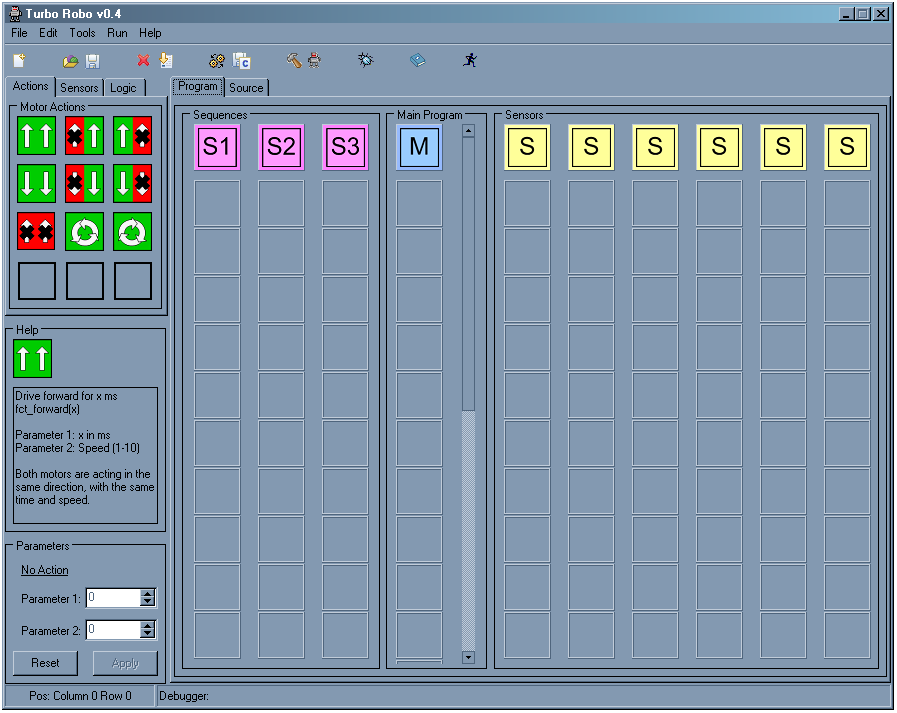 Turbo Robo v0.4
File Edit Tools Run Help
Actions Sensors Logic
Program Source
Motor Actions
Sequences
Main Program
Sensors
S1 S2 S3 M S S S S S S
Help
Drive forward for x ms
fct_forward(x)
Parameter 1: x in ms
Parameter 2: Speed (1-10)
Both motors are acting in the
same direction, with the same
time and speed.
Parameters
No Action
Parameter 1: 0
Parameter 2: 0
Reset Apply
Pos: Column 0 Row 0
Debugger: